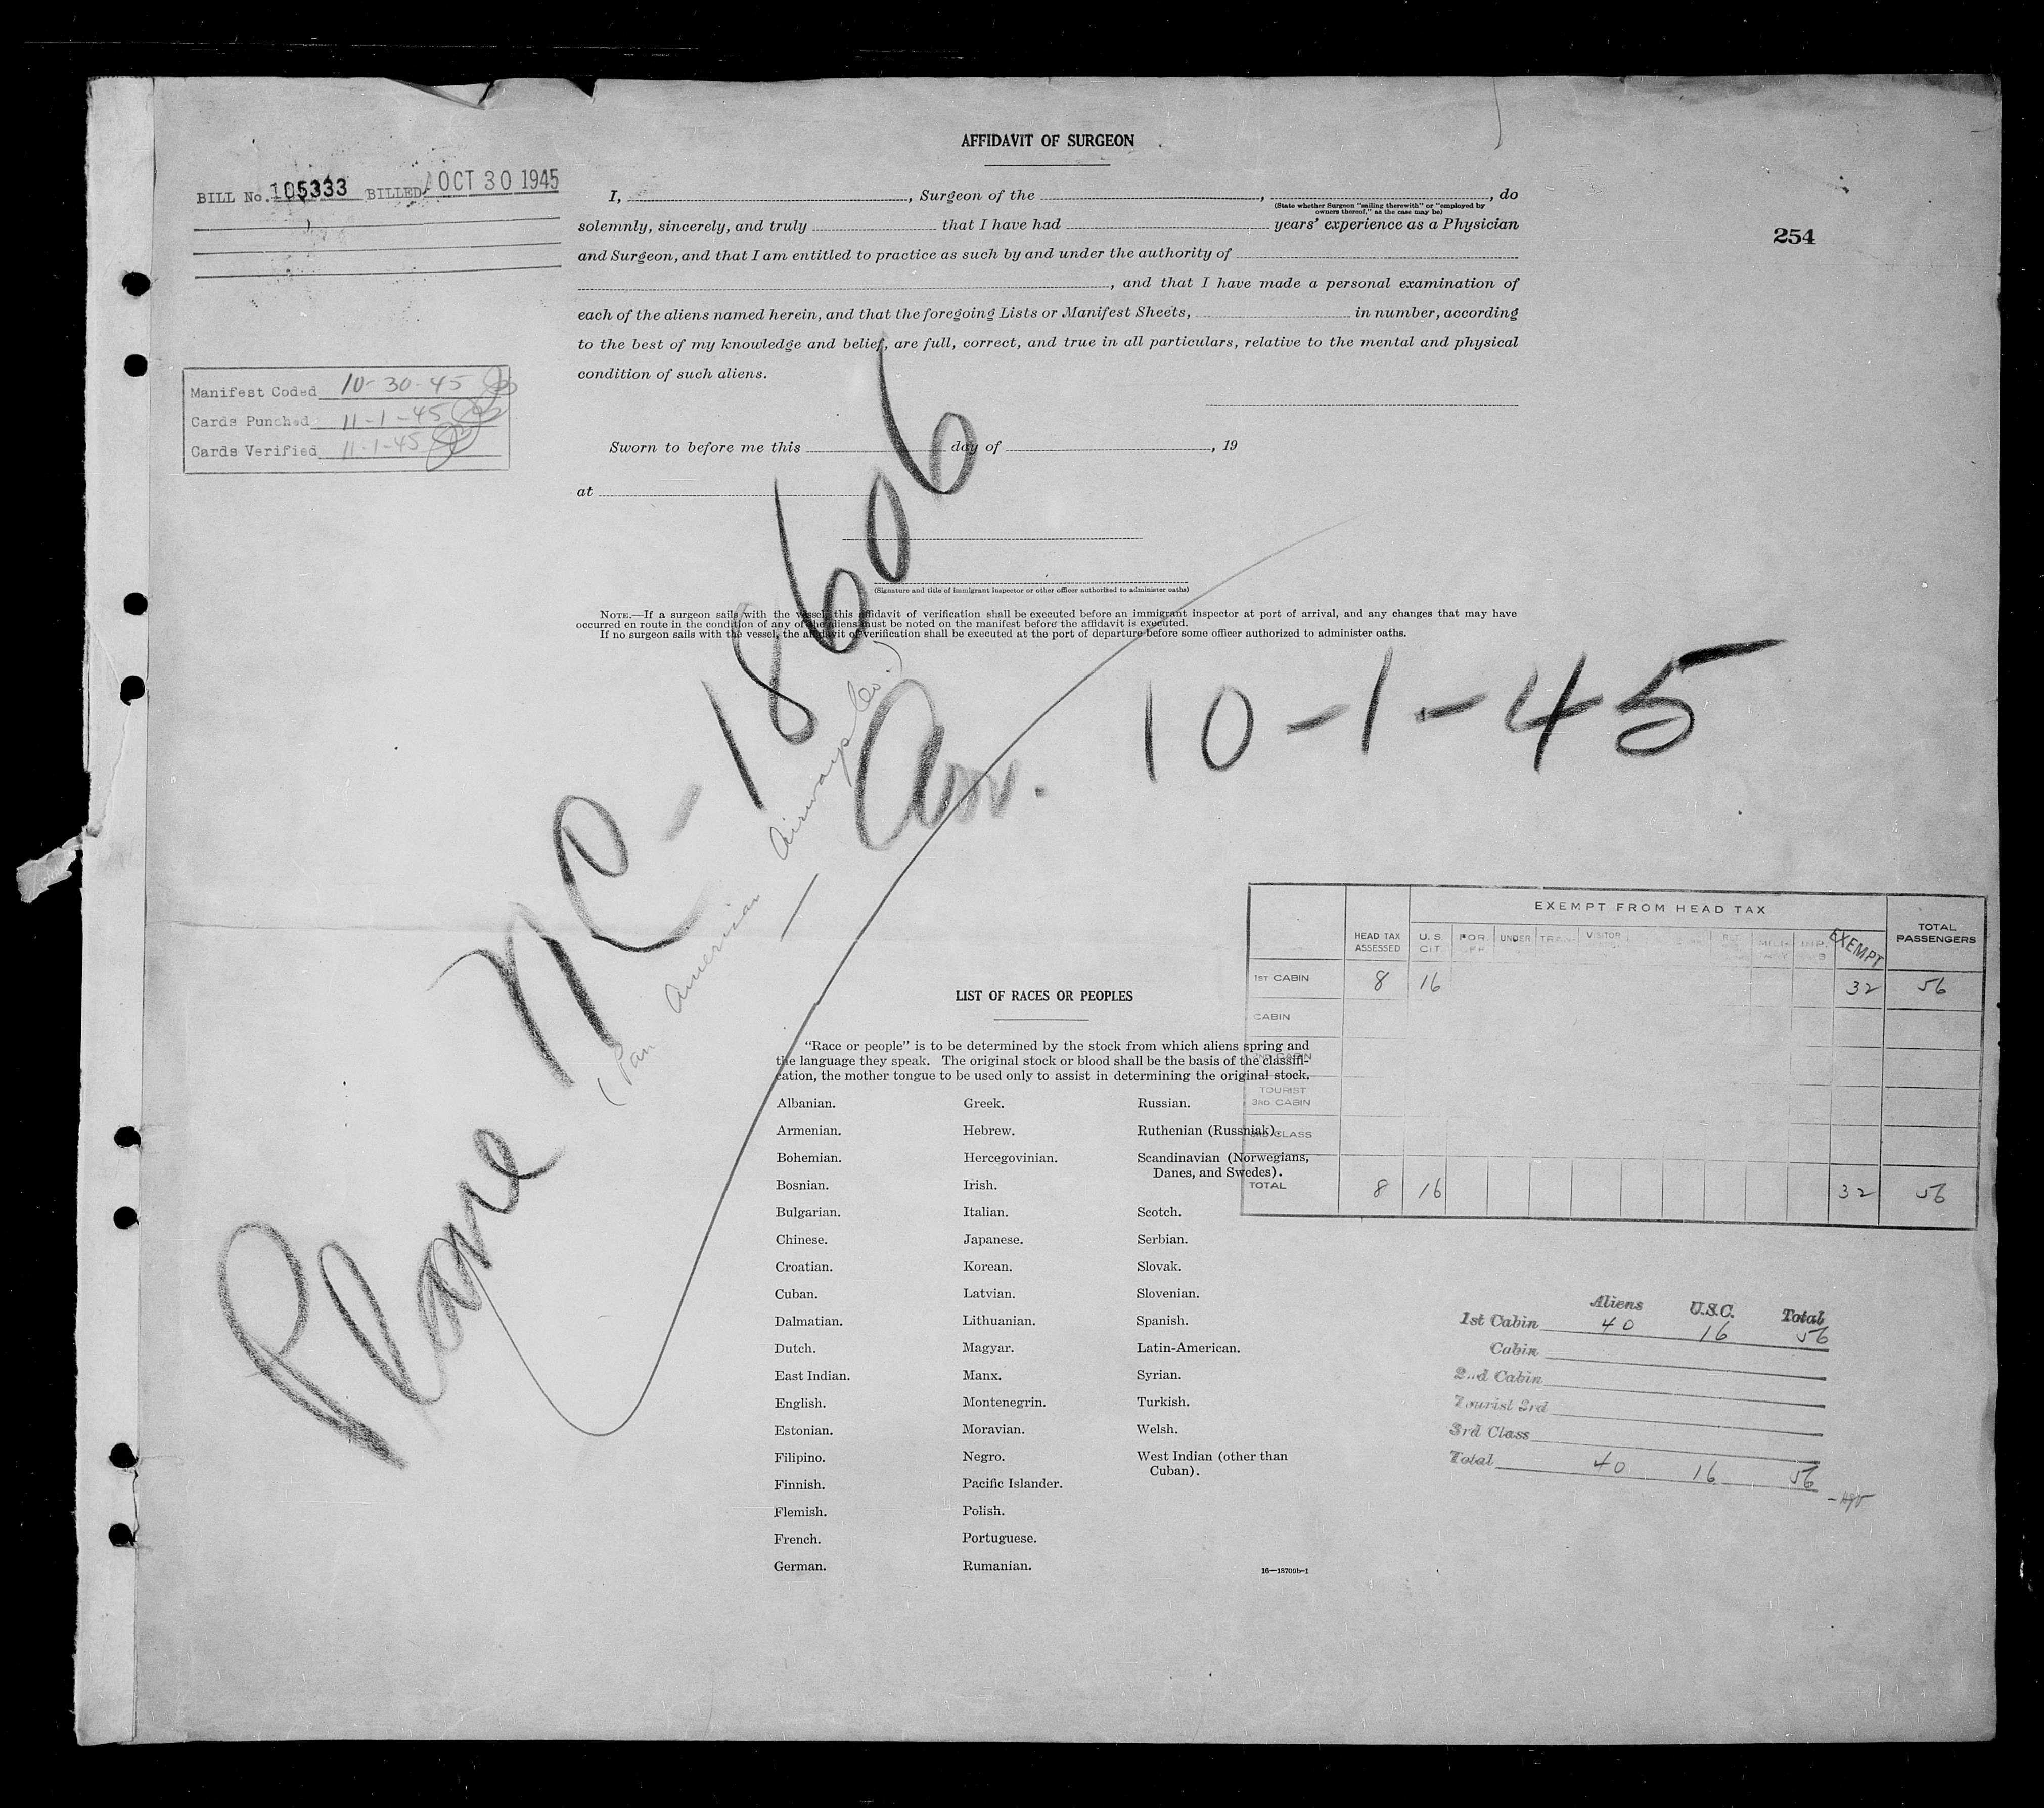 AFFIDAVIT OF SURGEON
BILL No. 105333 BILLED OCT 30 1945
I, , Surgeon of the , , do
(State whether Surgeon "sailing therewith" or "employed by
owners thereof," as the case may be)
solemnly, sincerely, and truly that I have had years' experience as a Physician
254
and Surgeon, and that I am entitled to practice as such by and under the authority of
, and that I have made a personal examination of
each of the aliens named herein, and that the foregoing Lists or Manifest Sheets, in number, according
to the best of my knowledge and belief, are full, correct, and true in all particulars, relative to the mental and physical
condition of such aliens.
Manifest Coded 10-30-45
Cards Punched 11-1-45
Cards Verified 11-1-45
Sworn to before me this day of , 19
at
(Signature and title of immigrant inspector or other officer authorized to administer oaths)
NOTE.—If a surgeon sails with the vessel, this affidavit of verification shall be executed before an immigrant inspector at port of arrival, and any changes that may have
occurred en route in the condition of any of the aliens must be noted on the manifest before the affidavit is executed.
If no surgeon sails with the vessel, the affidavit of verification shall be executed at the port of departure before some officer authorized to administer oaths.
Plane NC-18606
(Pan American Airways Co.)
Arr. 10-1-45
EXEMPT FROM HEAD TAX
HEAD TAX ASSESSED U.S. CIT. FOR. OFF. UNDER TRAN- VISITOR MILI- IMP. EXEMPT TOTAL PASSENGERS
1ST CABIN 8 16 32 56
CABIN
2ND CABIN
TOURIST
3RD CABIN
3RD CLASS
TOTAL 8 16 32 56
LIST OF RACES OR PEOPLES
"Race or people" is to be determined by the stock from which aliens spring and
the language they speak. The original stock or blood shall be the basis of the classifi-
cation, the mother tongue to be used only to assist in determining the original stock.
Albanian. Greek. Russian.
Armenian. Hebrew. Ruthenian (Russniak).
Bohemian. Hercegovinian. Scandinavian (Norwegians,
Danes, and Swedes).
Bosnian. Irish.
Bulgarian. Italian. Scotch.
Chinese. Japanese. Serbian.
Croatian. Korean. Slovak.
Cuban. Latvian. Slovenian.
Dalmatian. Lithuanian. Spanish.
Dutch. Magyar. Latin-American.
East Indian. Manx. Syrian.
English. Montenegrin. Turkish.
Estonian. Moravian. Welsh.
Filipino. Negro. West Indian (other than
Cuban).
Finnish. Pacific Islander.
Flemish. Polish.
French. Portuguese.
German. Rumanian.
16—18700b-1
Aliens U.S.C. Total
1st Cabin 40 16 56
Cabin
2nd Cabin
Tourist 3rd
3rd Class
Total 40 16 56